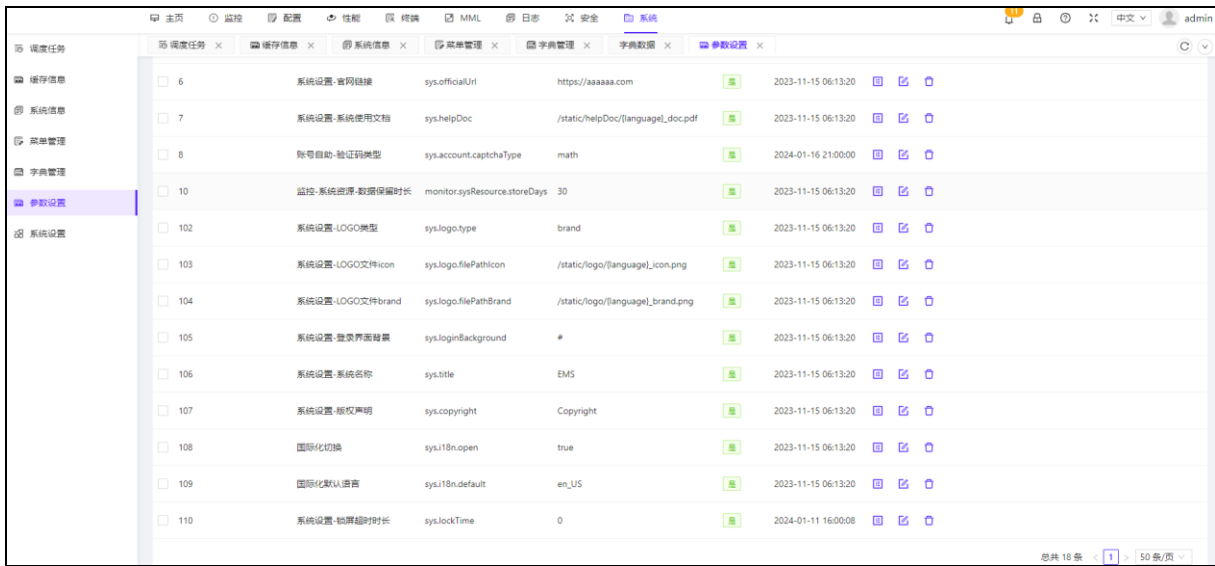 主页 监控 配置 性能 终端 MML 日志 安全 系统 11 中文 admin
调度任务
缓存信息
系统信息
菜单管理
字典管理
参数设置
系统设置
调度任务 缓存信息 系统信息 菜单管理 字典管理 字典数据 参数设置
6 系统设置-官网链接 sys.officialUrl https://aaaaaa.com 是 2023-11-15 06:13:20
7 系统设置-系统使用文档 sys.helpDoc /static/helpDoc/{language}_doc.pdf 是 2023-11-15 06:13:20
8 账号自助-验证码类型 sys.account.captchaType math 是 2024-01-16 21:00:00
10 监控-系统资源-数据保留时长 monitor.sysResource.storeDays 30 是 2023-11-15 06:13:20
102 系统设置-LOGO类型 sys.logo.type brand 是 2023-11-15 06:13:20
103 系统设置-LOGO文件icon sys.logo.filePathIcon /static/logo/{language}_icon.png 是 2023-11-15 06:13:20
104 系统设置-LOGO文件brand sys.logo.filePathBrand /static/logo/{language}_brand.png 是 2023-11-15 06:13:20
105 系统设置-登录界面背景 sys.loginBackground # 是 2023-11-15 06:13:20
106 系统设置-系统名称 sys.title EMS 是 2023-11-15 06:13:20
107 系统设置-版权声明 sys.copyright Copyright 是 2023-11-15 06:13:20
108 国际化切换 sys.i18n.open true 是 2023-11-15 06:13:20
109 国际化默认语言 sys.i18n.default en_US 是 2023-11-15 06:13:20
110 系统设置-锁屏超时时长 sys.lockTime 0 是 2024-01-11 16:00:08
总共 18 条 < 1 > 50 条/页